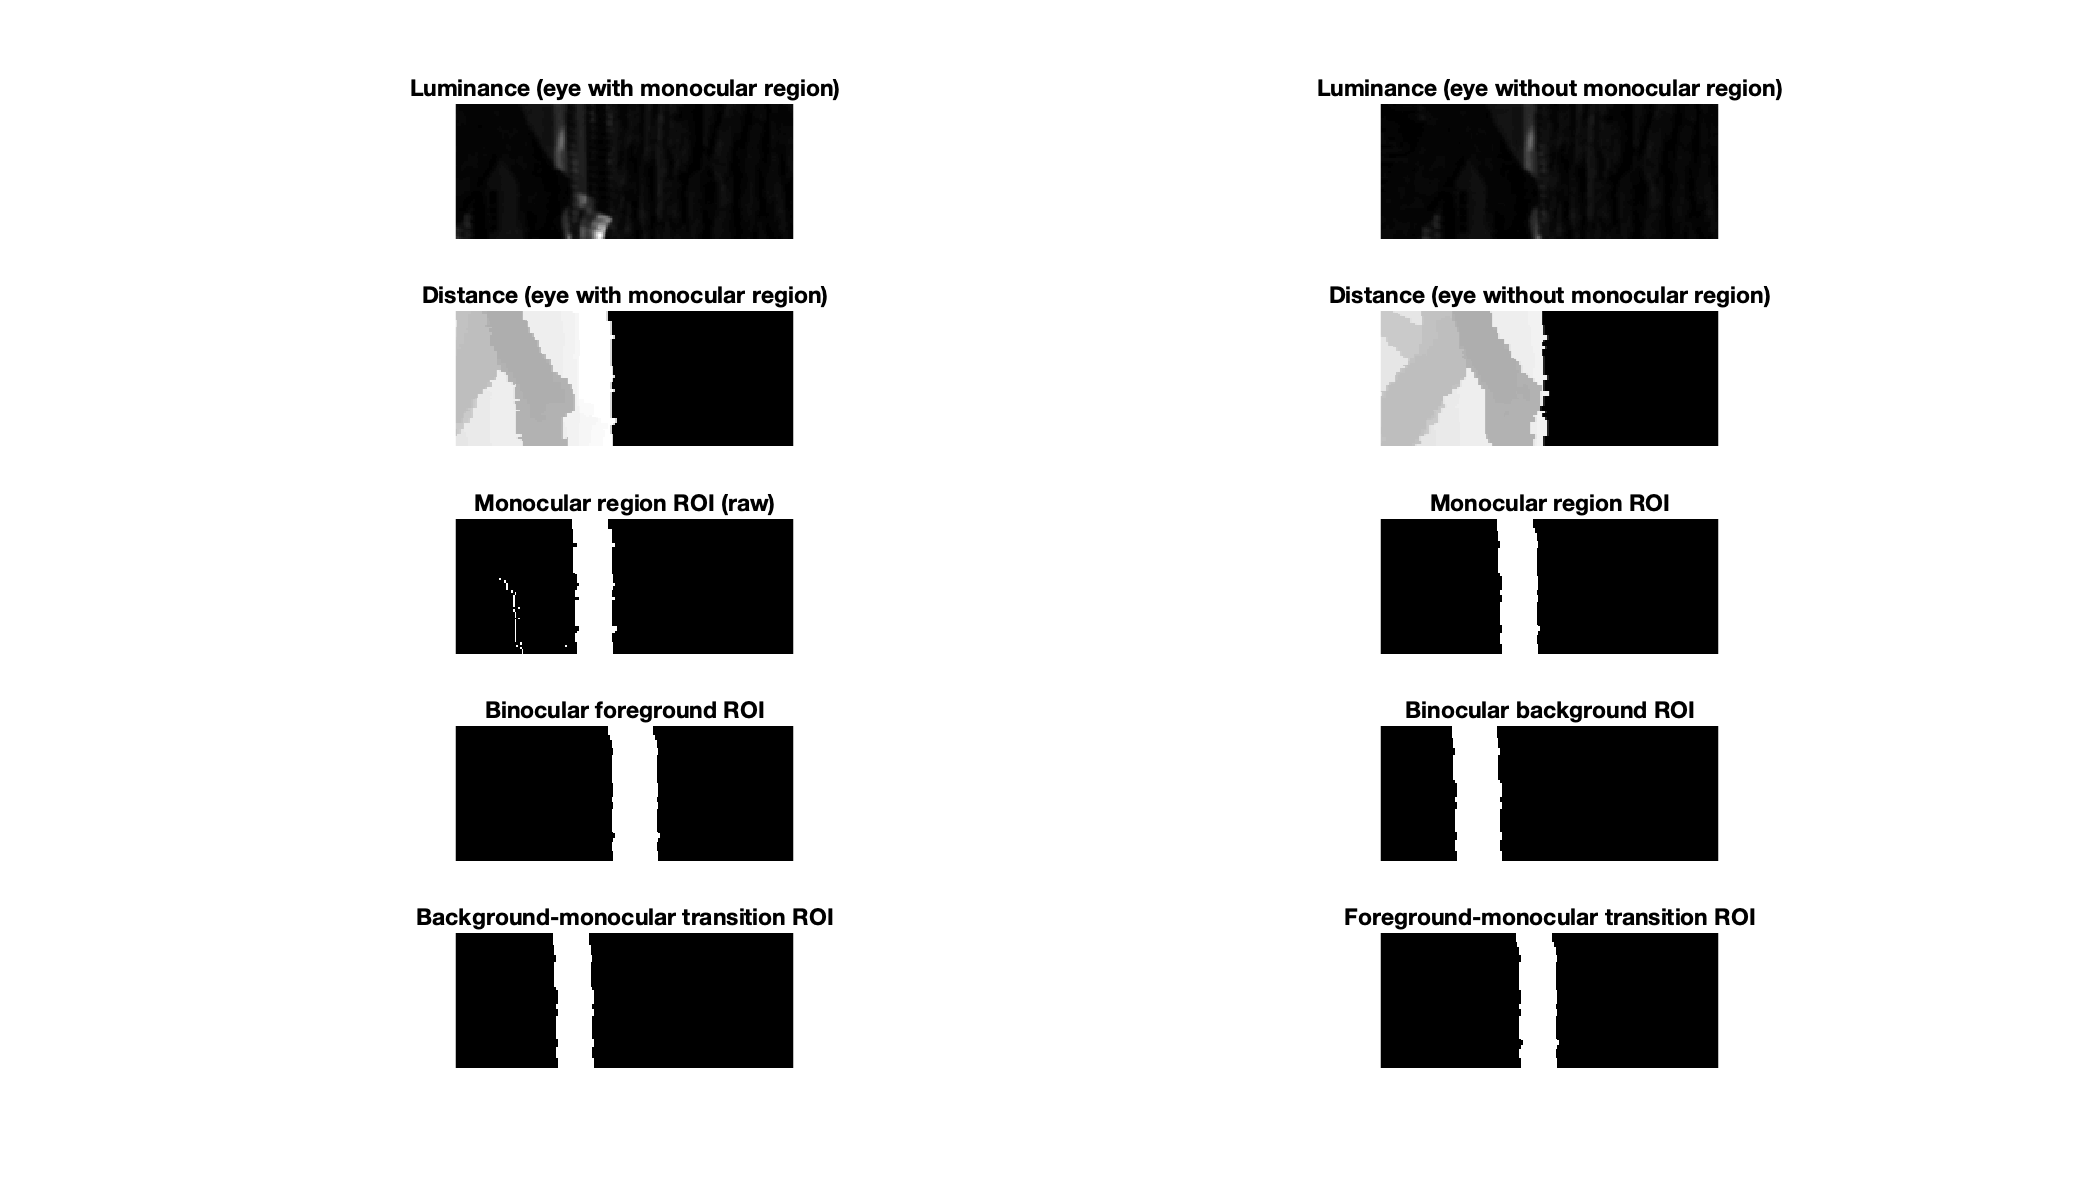 Luminance (eye with monocular region)
Luminance (eye without monocular region)
Distance (eye with monocular region)
Distance (eye without monocular region)
Monocular region ROI (raw)
Monocular region ROI
Binocular foreground ROI
Binocular background ROI
Background-monocular transition ROI
Foreground-monocular transition ROI